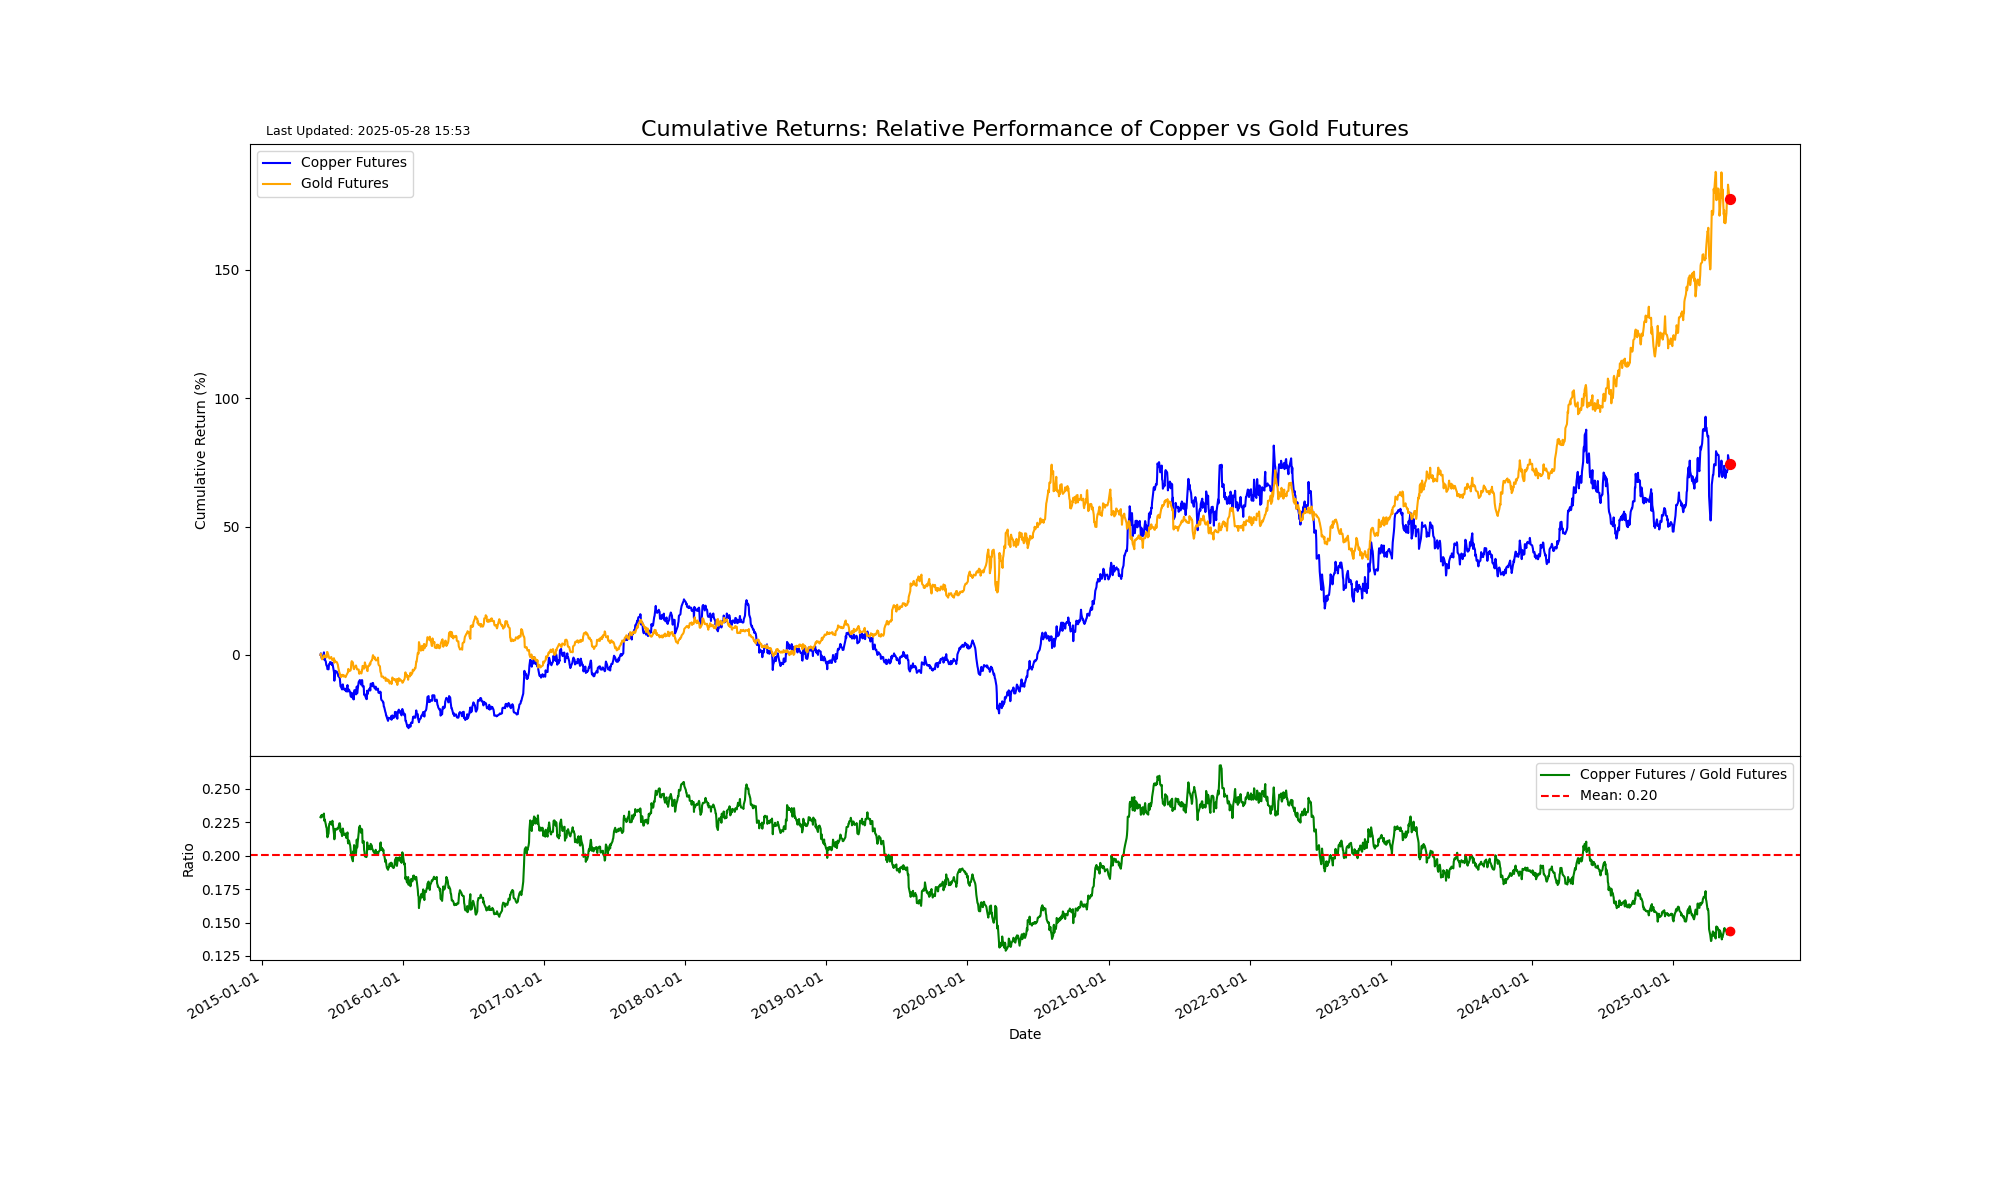 Last Updated: 2025-05-28 15:53
Cumulative Returns: Relative Performance of Copper vs Gold Futures
Copper Futures
Gold Futures
Cumulative Return (%)
150
100
50
0
Copper Futures / Gold Futures
Mean: 0.20
Ratio
0.250
0.225
0.200
0.175
0.150
0.125
2015-01-01
2016-01-01
2017-01-01
2018-01-01
2019-01-01
2020-01-01
2021-01-01
2022-01-01
2023-01-01
2024-01-01
2025-01-01
Date